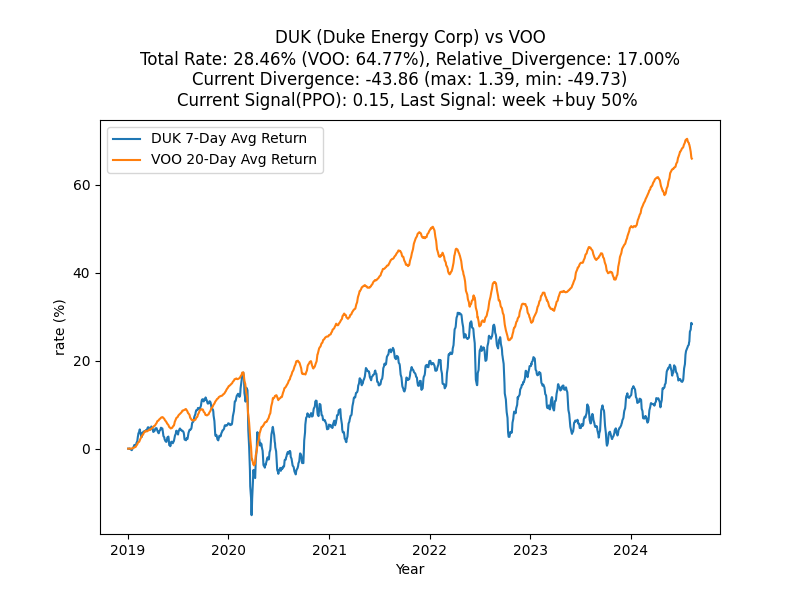 DUK (Duke Energy Corp) vs VOO
Total Rate: 28.46% (VOO: 64.77%), Relative_Divergence: 17.00%
Current Divergence: -43.86 (max: 1.39, min: -49.73)
Current Signal(PPO): 0.15, Last Signal: week +buy 50%
DUK 7-Day Avg Return
VOO 20-Day Avg Return
60
40
20
0
rate (%)
2019 2020 2021 2022 2023 2024
Year